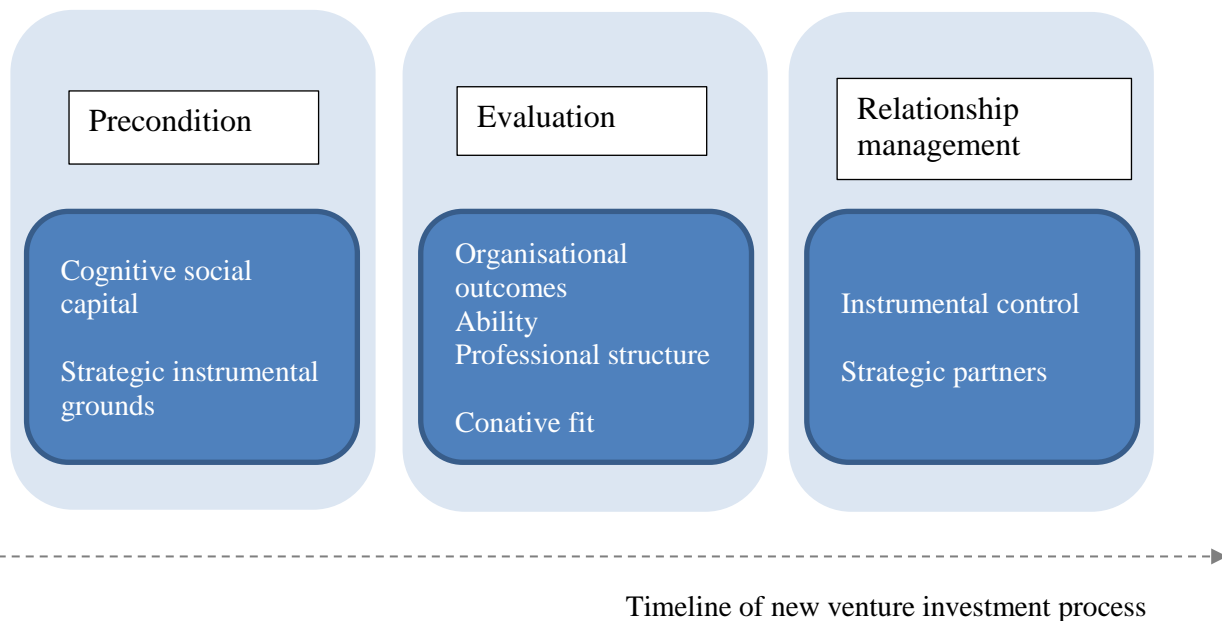 Precondition
Cognitive social
capital
Strategic instrumental
grounds
Evaluation
Organisational
outcomes
Ability
Professional structure
Conative fit
Relationship
management
Instrumental control
Strategic partners
Timeline of new venture investment process